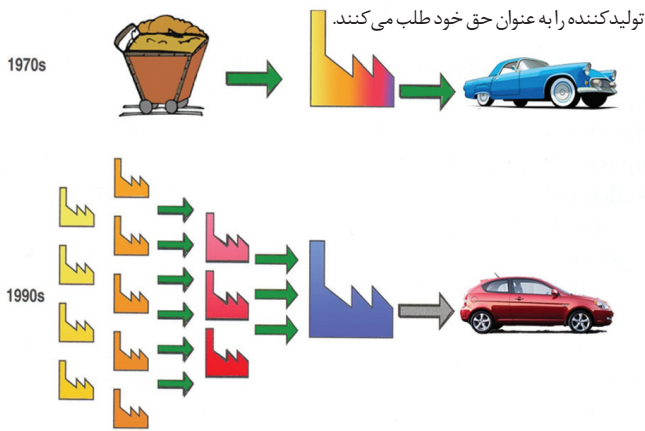 تولیدکننده را به عنوان حق خود طلب می‌کنند.
1970s
1990s